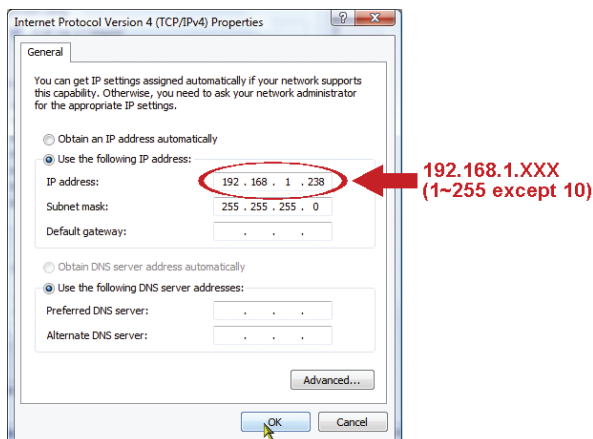 Internet Protocol Version 4 (TCP/IPv4) Properties
General
You can get IP settings assigned automatically if your network supports
this capability. Otherwise, you need to ask your network administrator
for the appropriate IP settings.
Obtain an IP address automatically
Use the following IP address:
IP address: 192 . 168 . 1 . 238
Subnet mask: 255 . 255 . 255 . 0
Default gateway: . . .
192.168.1.XXX
(1~255 except 10)
Obtain DNS server address automatically
Use the following DNS server addresses:
Preferred DNS server: . . .
Alternate DNS server: . . .
Advanced...
OK Cancel